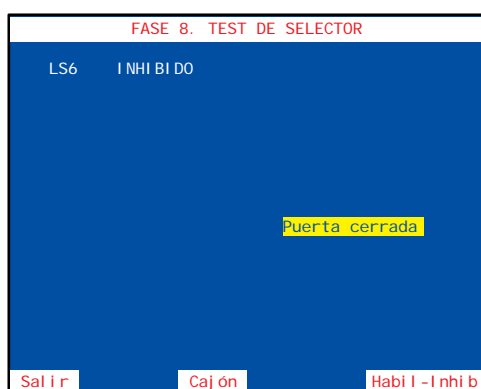 FASE 8. TEST DE SELECTOR
LS6 INHIBIDO
Puerta cerrada
Salir Cajón Habil-Inhib